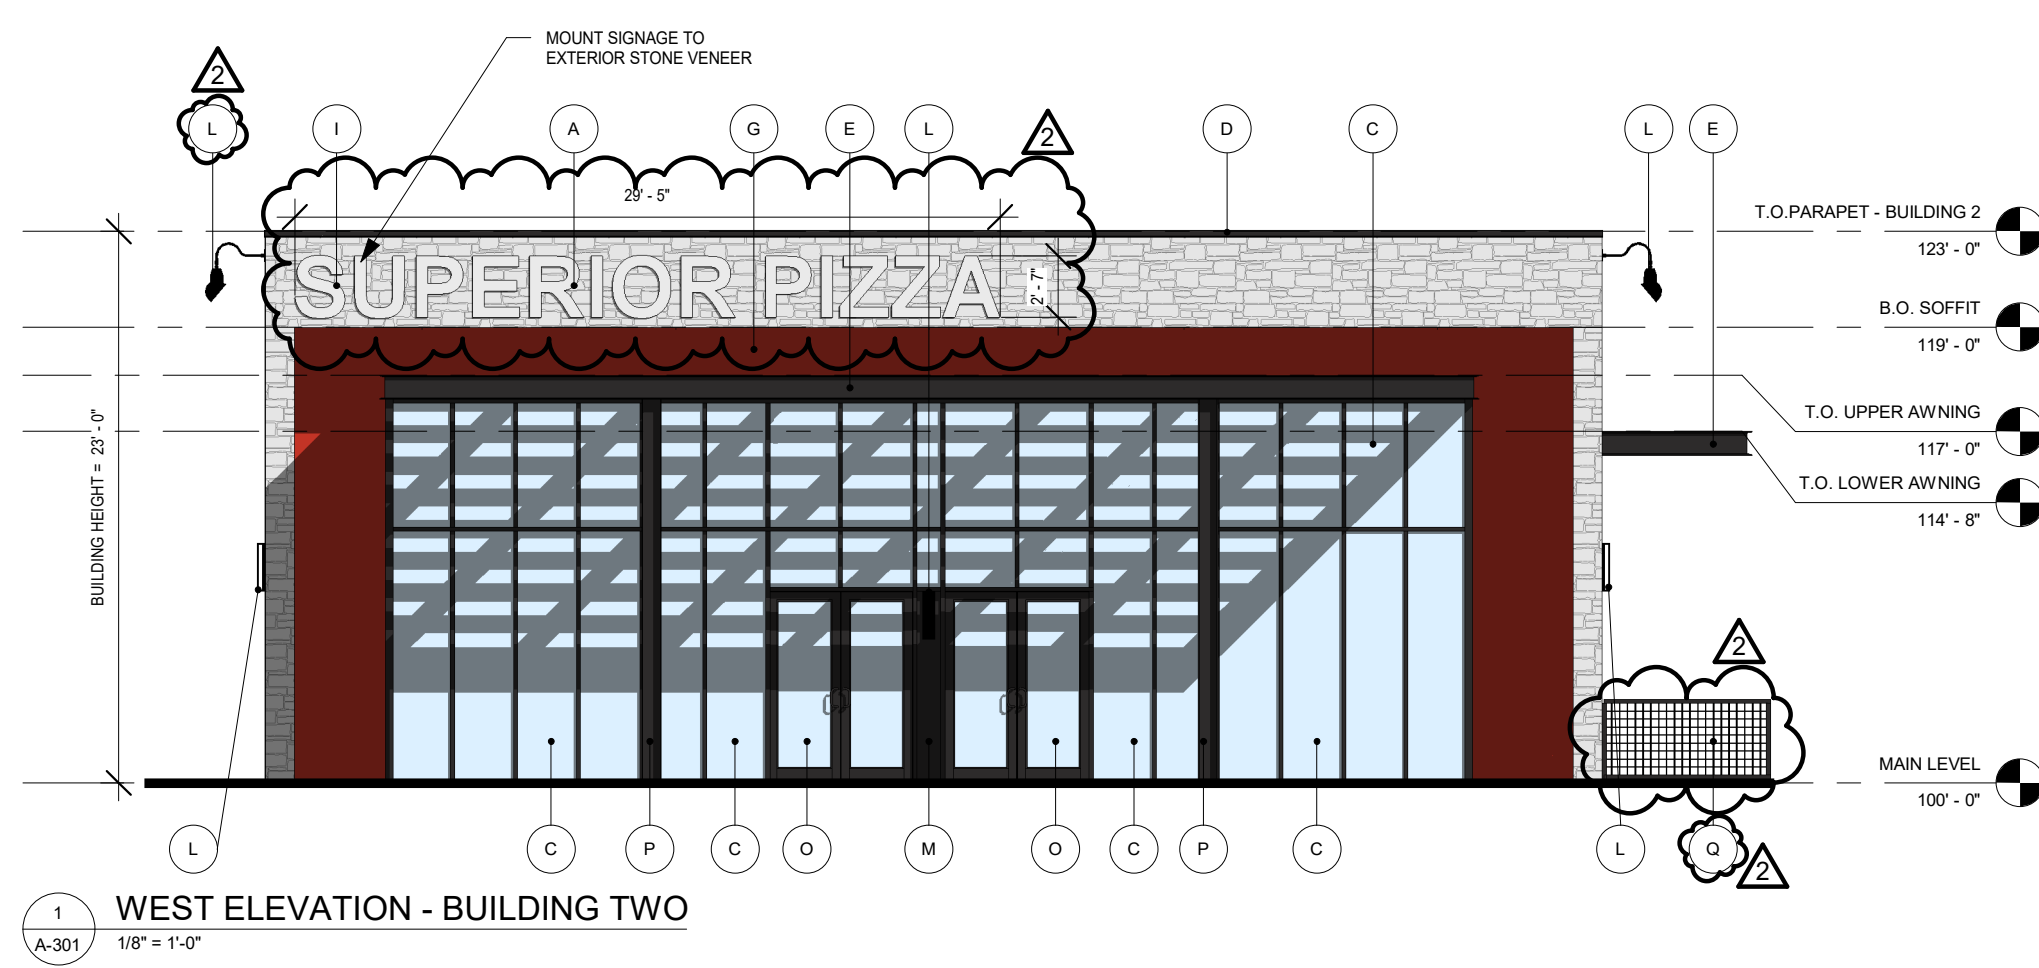 MOUNT SIGNAGE TO
EXTERIOR STONE VENEER
2
2
L
I
A
G
E
L
D
C
L
E
29' - 5"
T.O.PARAPET - BUILDING 2
123' - 0"
SUPERIOR PIZZA
2' - 7"
B.O. SOFFIT
119' - 0"
T.O. UPPER AWNING
117' - 0"
T.O. LOWER AWNING
114' - 8"
BUILDING HEIGHT = 23' - 0"
2
MAIN LEVEL
100' - 0"
L
C
P
C
O
M
O
C
P
C
L
Q
2
1
A-301
WEST ELEVATION - BUILDING TWO
1/8" = 1'-0"